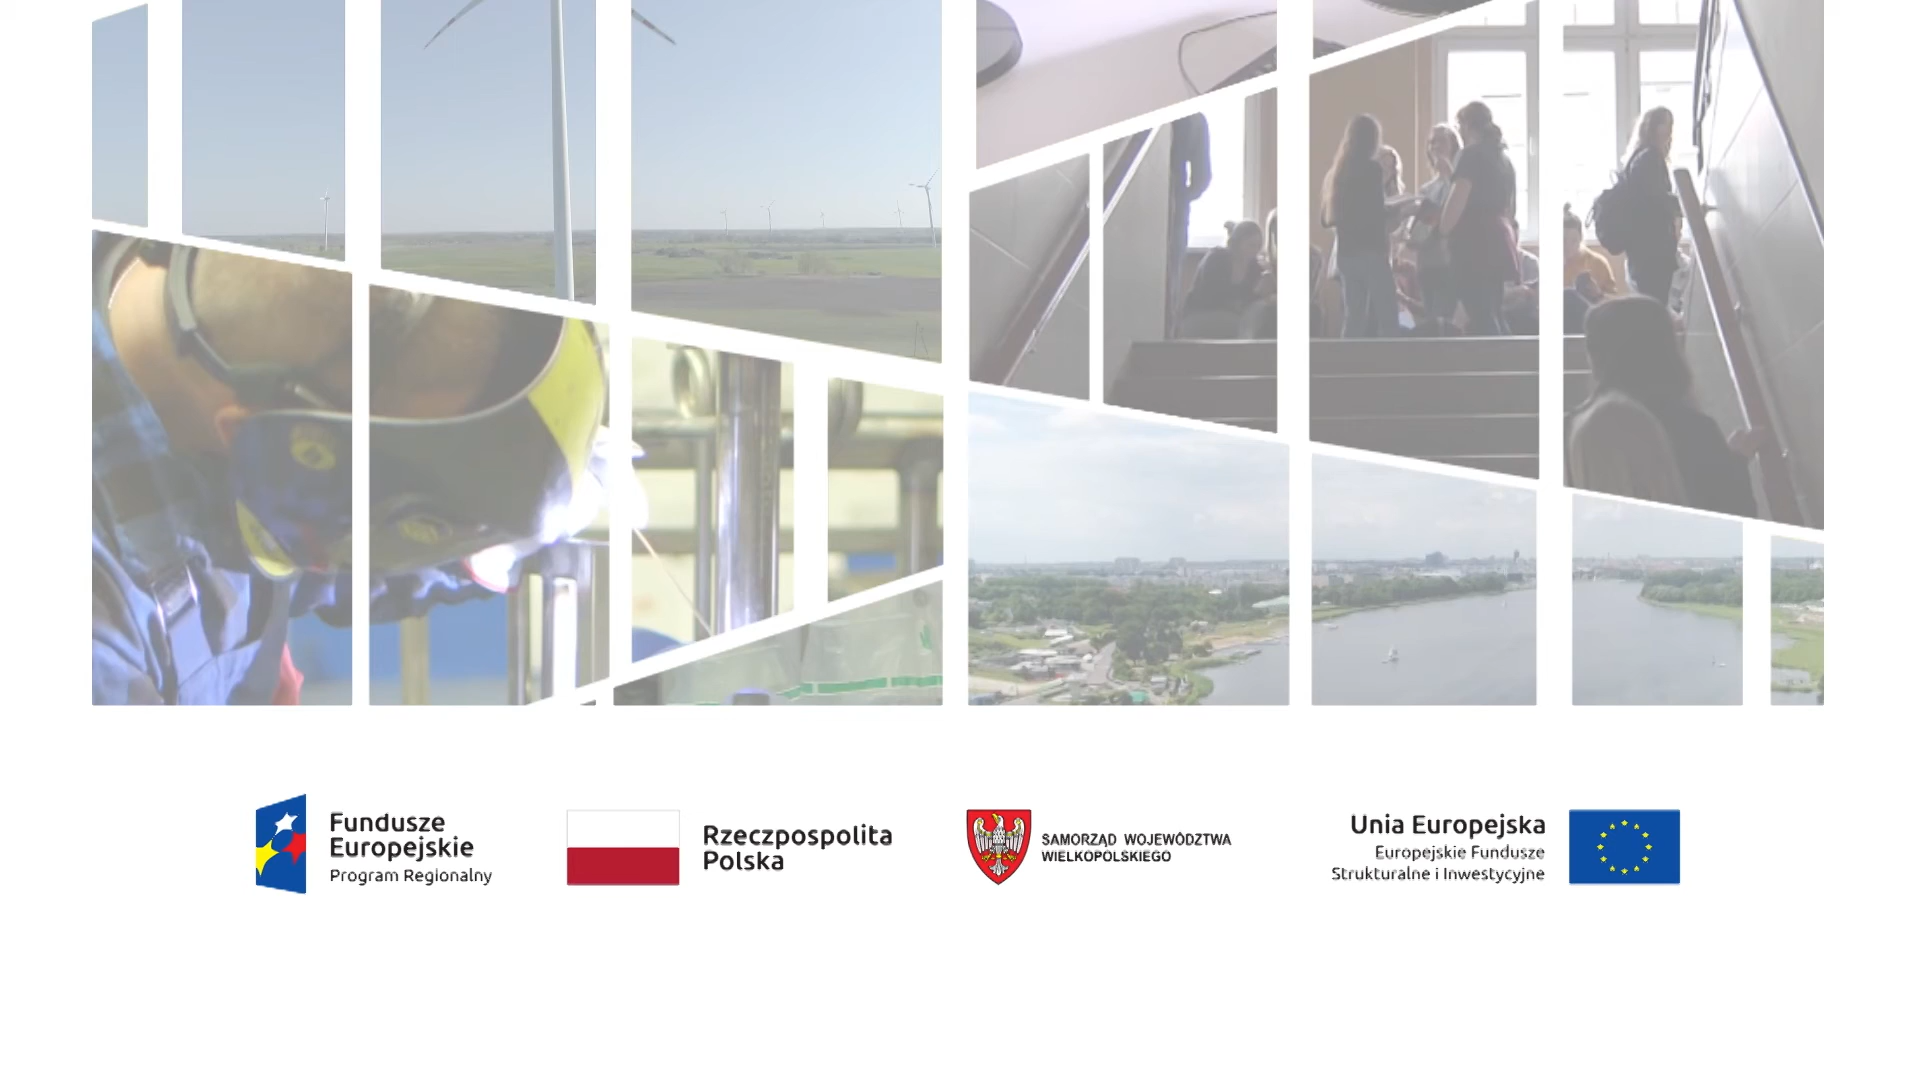 Fundusze
Europejskie
Program Regionalny
Rzeczpospolita
Polska
SAMORZĄD WOJEWÓDZTWA
WIELKOPOLSKIEGO
Unia Europejska
Europejskie Fundusze
Strukturalne i Inwestycyjne